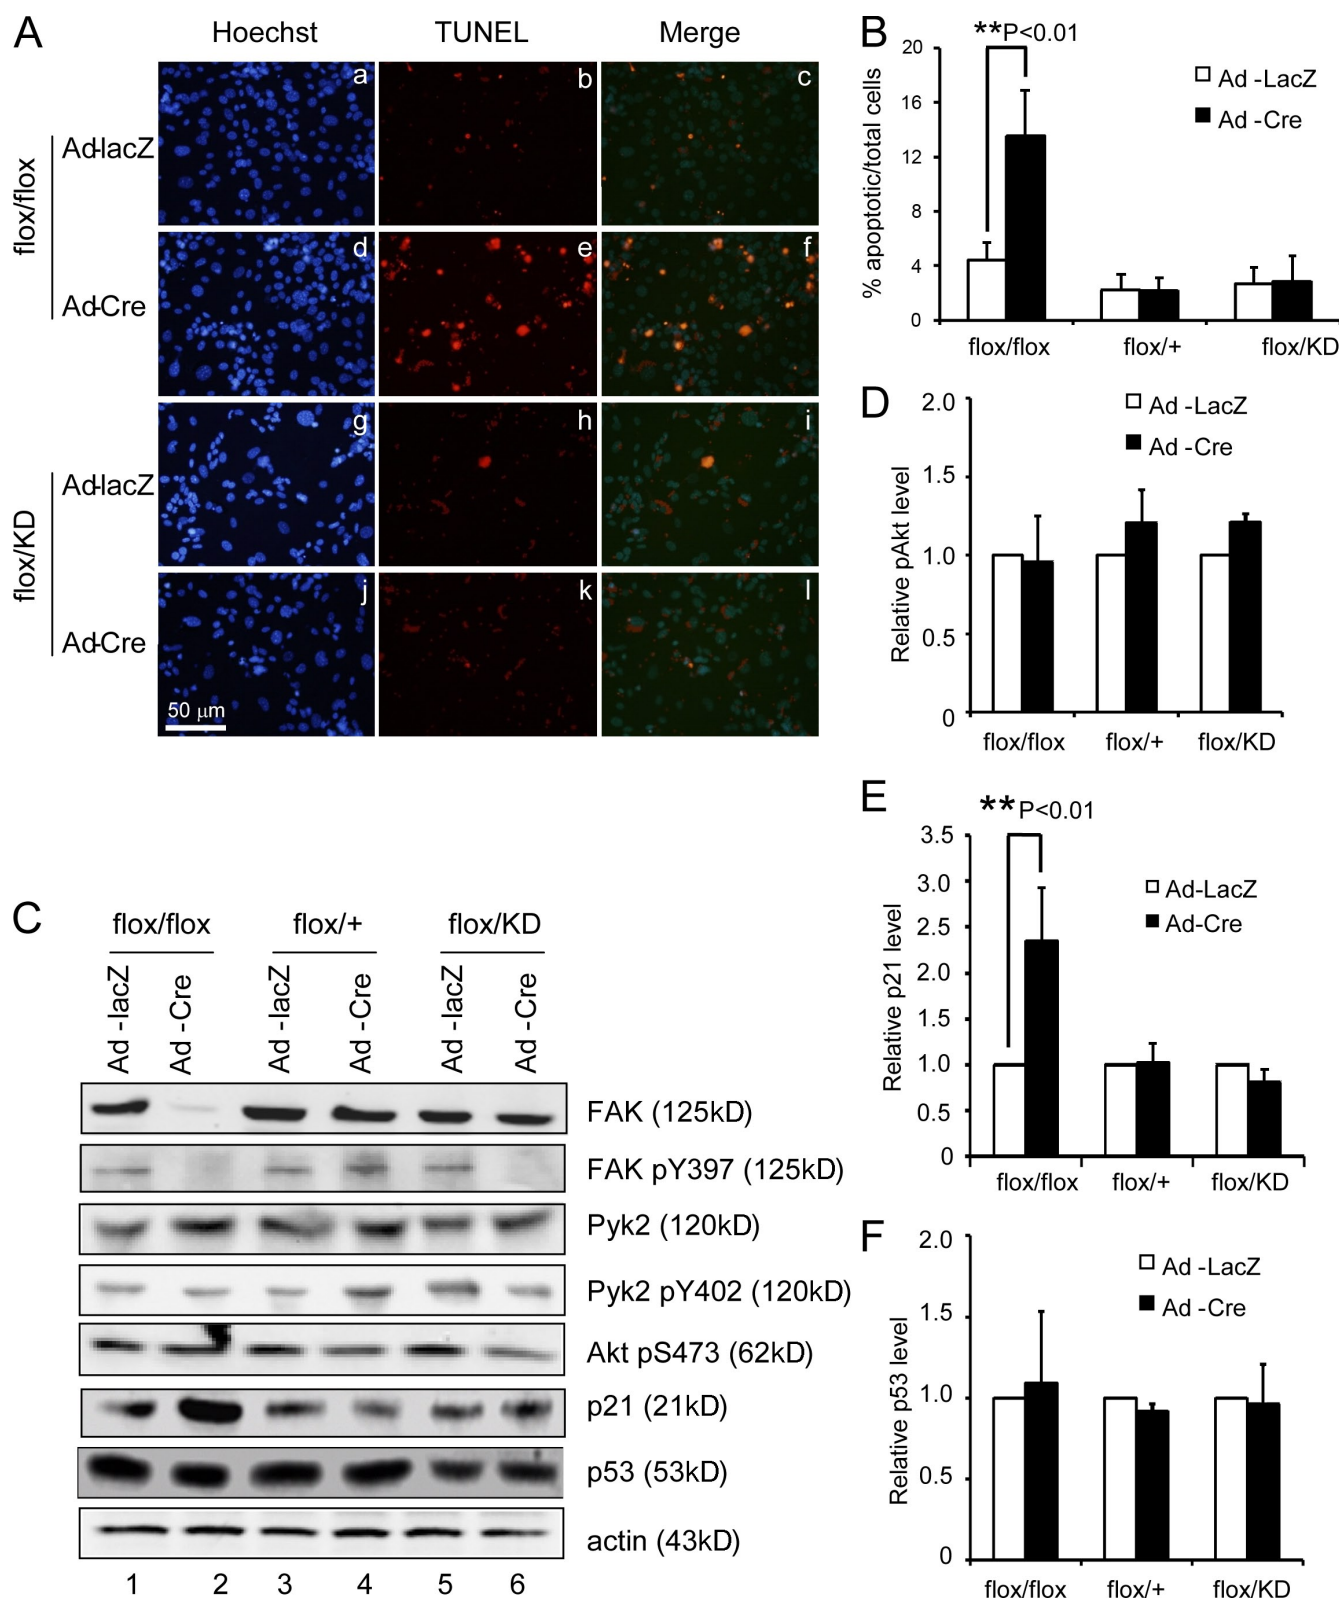 A
Hoechst TUNEL Merge
flox/flox
Ad-lacZ
a b c
Ad-Cre
d e f
flox/KD
Ad-lacZ
g h i
Ad-Cre
j k l
50 µm
B
**P<0.01
% apoptotic/total cells
20
16
12
8
4
0
Ad -LacZ
Ad -Cre
flox/flox flox/+ flox/KD
C
flox/flox flox/+ flox/KD
Ad -lacZ Ad -Cre Ad -lacZ Ad -Cre Ad -lacZ Ad -Cre
FAK (125kD)
FAK pY397 (125kD)
Pyk2 (120kD)
Pyk2 pY402 (120kD)
Akt pS473 (62kD)
p21 (21kD)
p53 (53kD)
actin (43kD)
1 2 3 4 5 6
D
Relative pAkt level
2.0
1.5
1.0
0.5
0
Ad -LacZ
Ad -Cre
flox/flox flox/+ flox/KD
E
**P<0.01
Relative p21 level
3.5
3.0
2.5
2.0
1.5
1.0
0.5
0
Ad-LacZ
Ad-Cre
flox/flox flox/+ flox/KD
F
Relative p53 level
2.0
1.5
1.0
0.5
0
Ad -LacZ
Ad -Cre
flox/flox flox/+ flox/KD